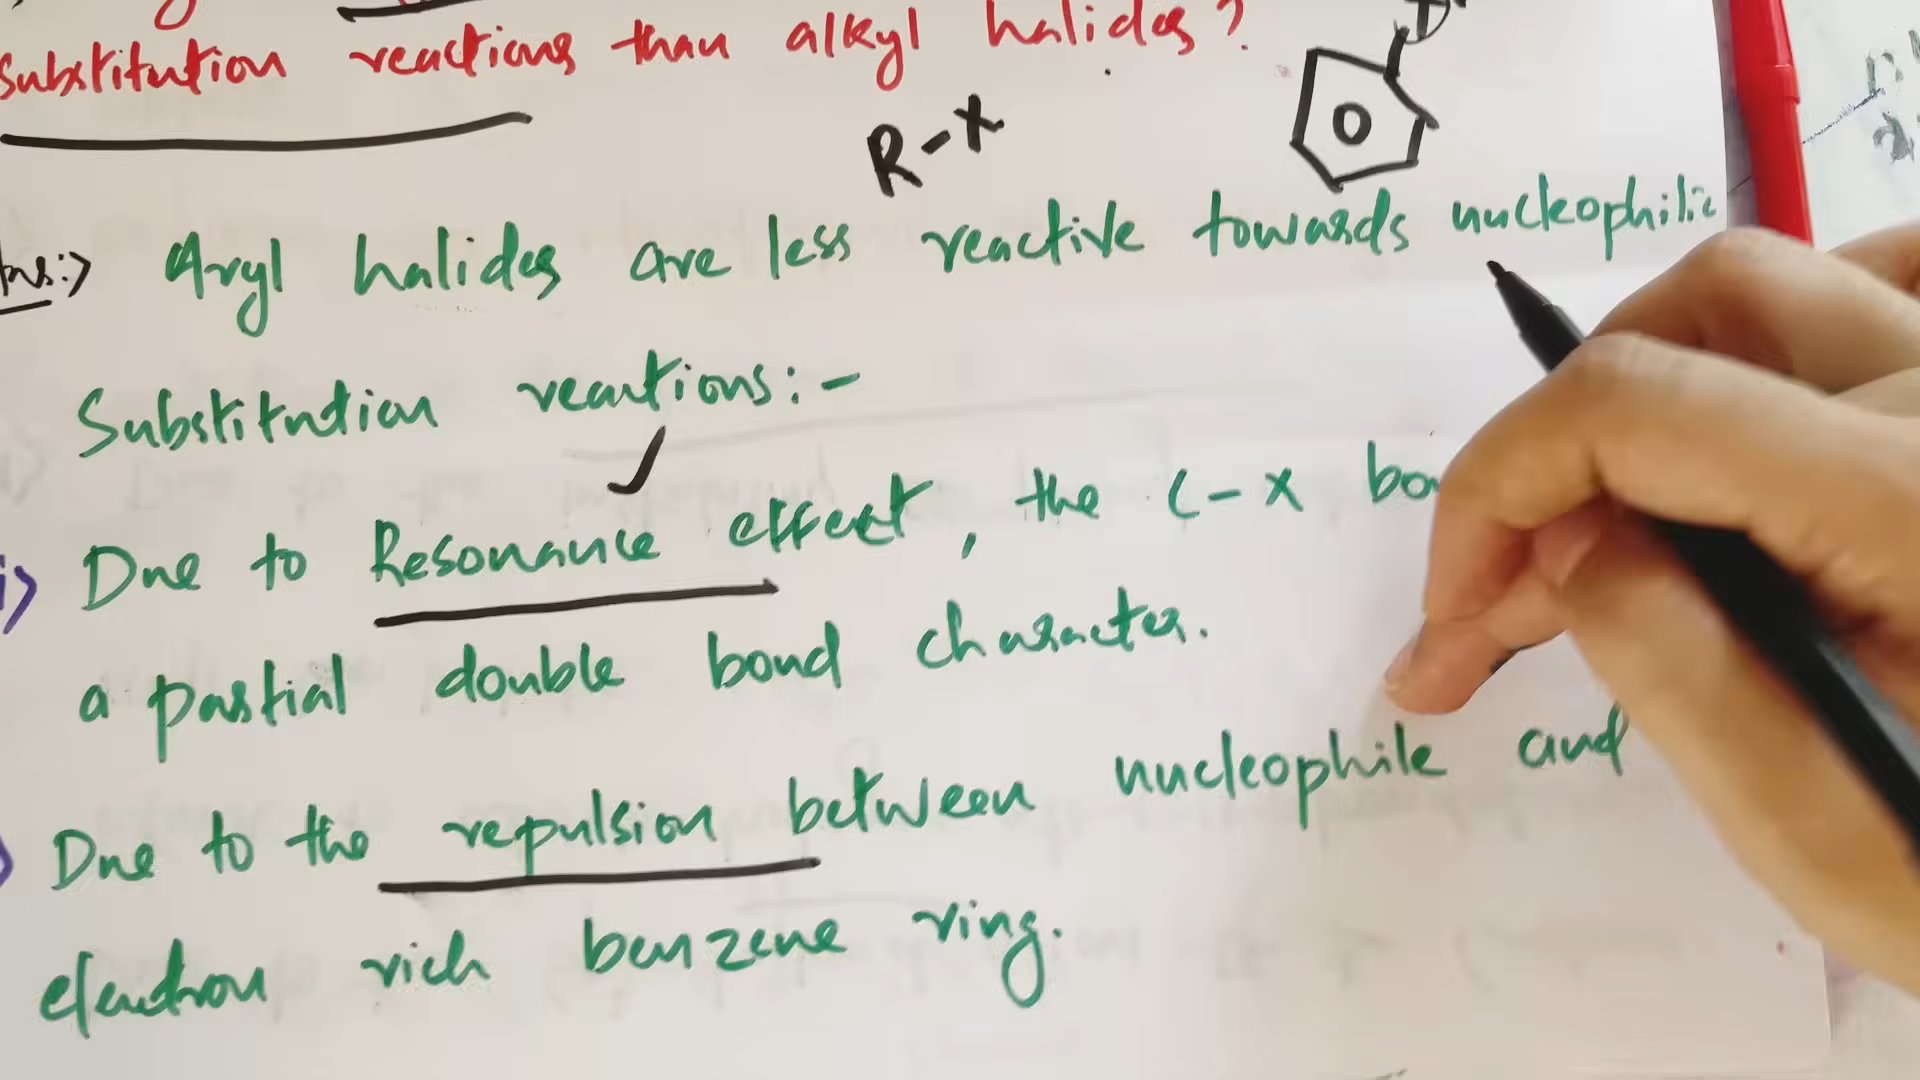 substitution reactions than alkyl halides?
R-X
Ans:> Aryl halides are less reactive towards nucleophilic
Substitution reactions:-
i> Due to Resonance effect, the C-X
a partial double bond character.
Due to the repulsion between nucleophile and
electron rich benzene ring.